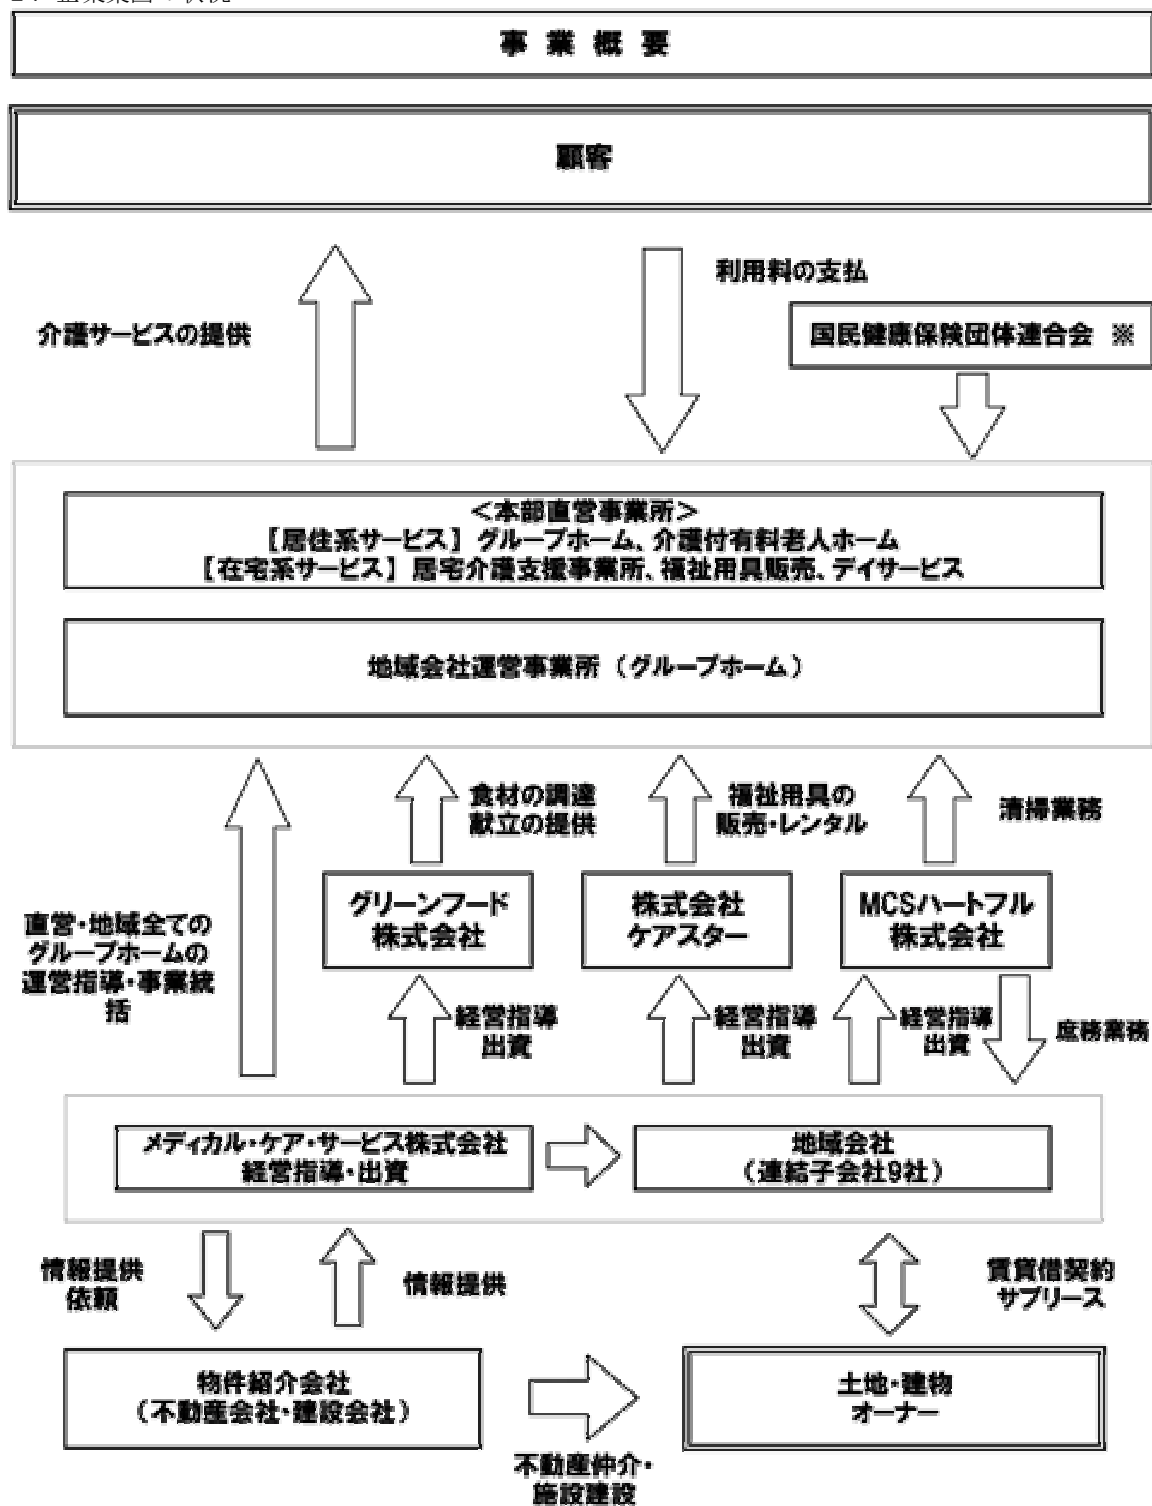 事 業 概 要
顧客
利用料の支払
介護サービスの提供
国民健康保険団体連合会 ※
＜本部直営事業所＞
【居住系サービス】グループホーム、介護付有料老人ホーム
【在宅系サービス】居宅介護支援事業所、福祉用具販売、デイサービス
地域会社運営事業所（グループホーム）
食材の調達
献立の提供
福祉用具の
販売・レンタル
清掃業務
グリーンフード
株式会社
株式会社
ケアスター
MCSハートフル
株式会社
直営・地域全ての
グループホームの
運営指導・事業統
括
経営指導
出資
経営指導
出資
経営指導
出資
庶務業務
メディカル・ケア・サービス株式会社
経営指導・出資
地域会社
（連結子会社9社）
情報提供
依頼
情報提供
賃貸借契約
サブリース
物件紹介会社
（不動産会社・建設会社）
土地・建物
オーナー
不動産仲介・
施設建設